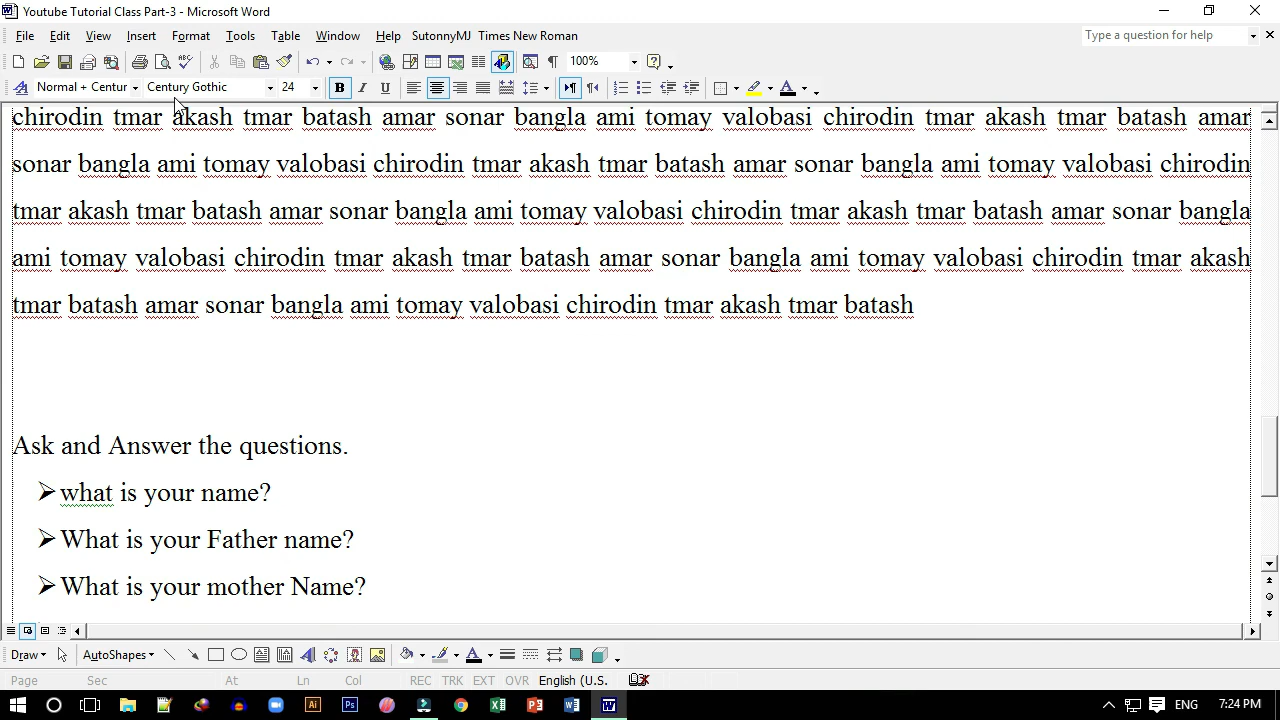 Youtube Tutorial Class Part-3 - Microsoft Word
File Edit View Insert Format Tools Table Window Help SutonnyMJ Times New Roman Type a question for help
100%
Normal + Centur Century Gothic 24 B I U
chirodin tmar akash tmar batash amar sonar bangla ami tomay valobasi chirodin tmar akash tmar batash amar
sonar bangla ami tomay valobasi chirodin tmar akash tmar batash amar sonar bangla ami tomay valobasi chirodin
tmar akash tmar batash amar sonar bangla ami tomay valobasi chirodin tmar akash tmar batash amar sonar bangla
ami tomay valobasi chirodin tmar akash tmar batash amar sonar bangla ami tomay valobasi chirodin tmar akash
tmar batash amar sonar bangla ami tomay valobasi chirodin tmar akash tmar batash
Ask and Answer the questions.
what is your name?
What is your Father name?
What is your mother Name?
Draw AutoShapes
Page Sec At Ln Col REC TRK EXT OVR English (U.S.
ENG 7:24 PM